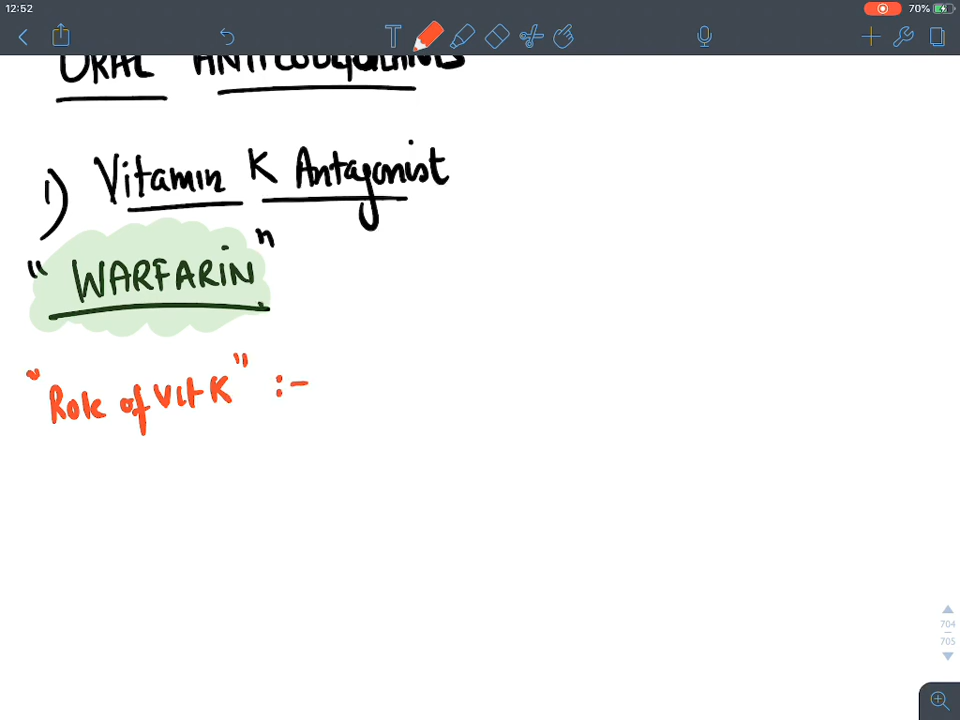 12:52
70%
T
ORAL ANTICOAGULANTS
1) Vitamin K Antagonist
" WARFARIN "
"Role of Vit K" :-
704
705